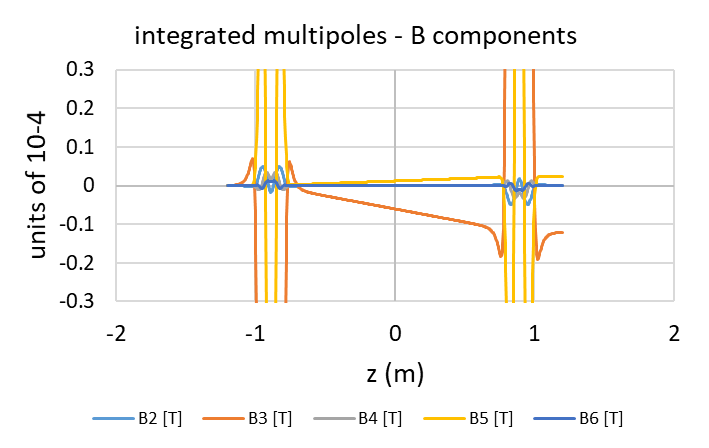 integrated multipoles - B components
units of 10-4
0.3
0.2
0.1
0
-0.1
-0.2
-0.3
-2
-1
0
1
2
z (m)
B2 [T]
B3 [T]
B4 [T]
B5 [T]
B6 [T]